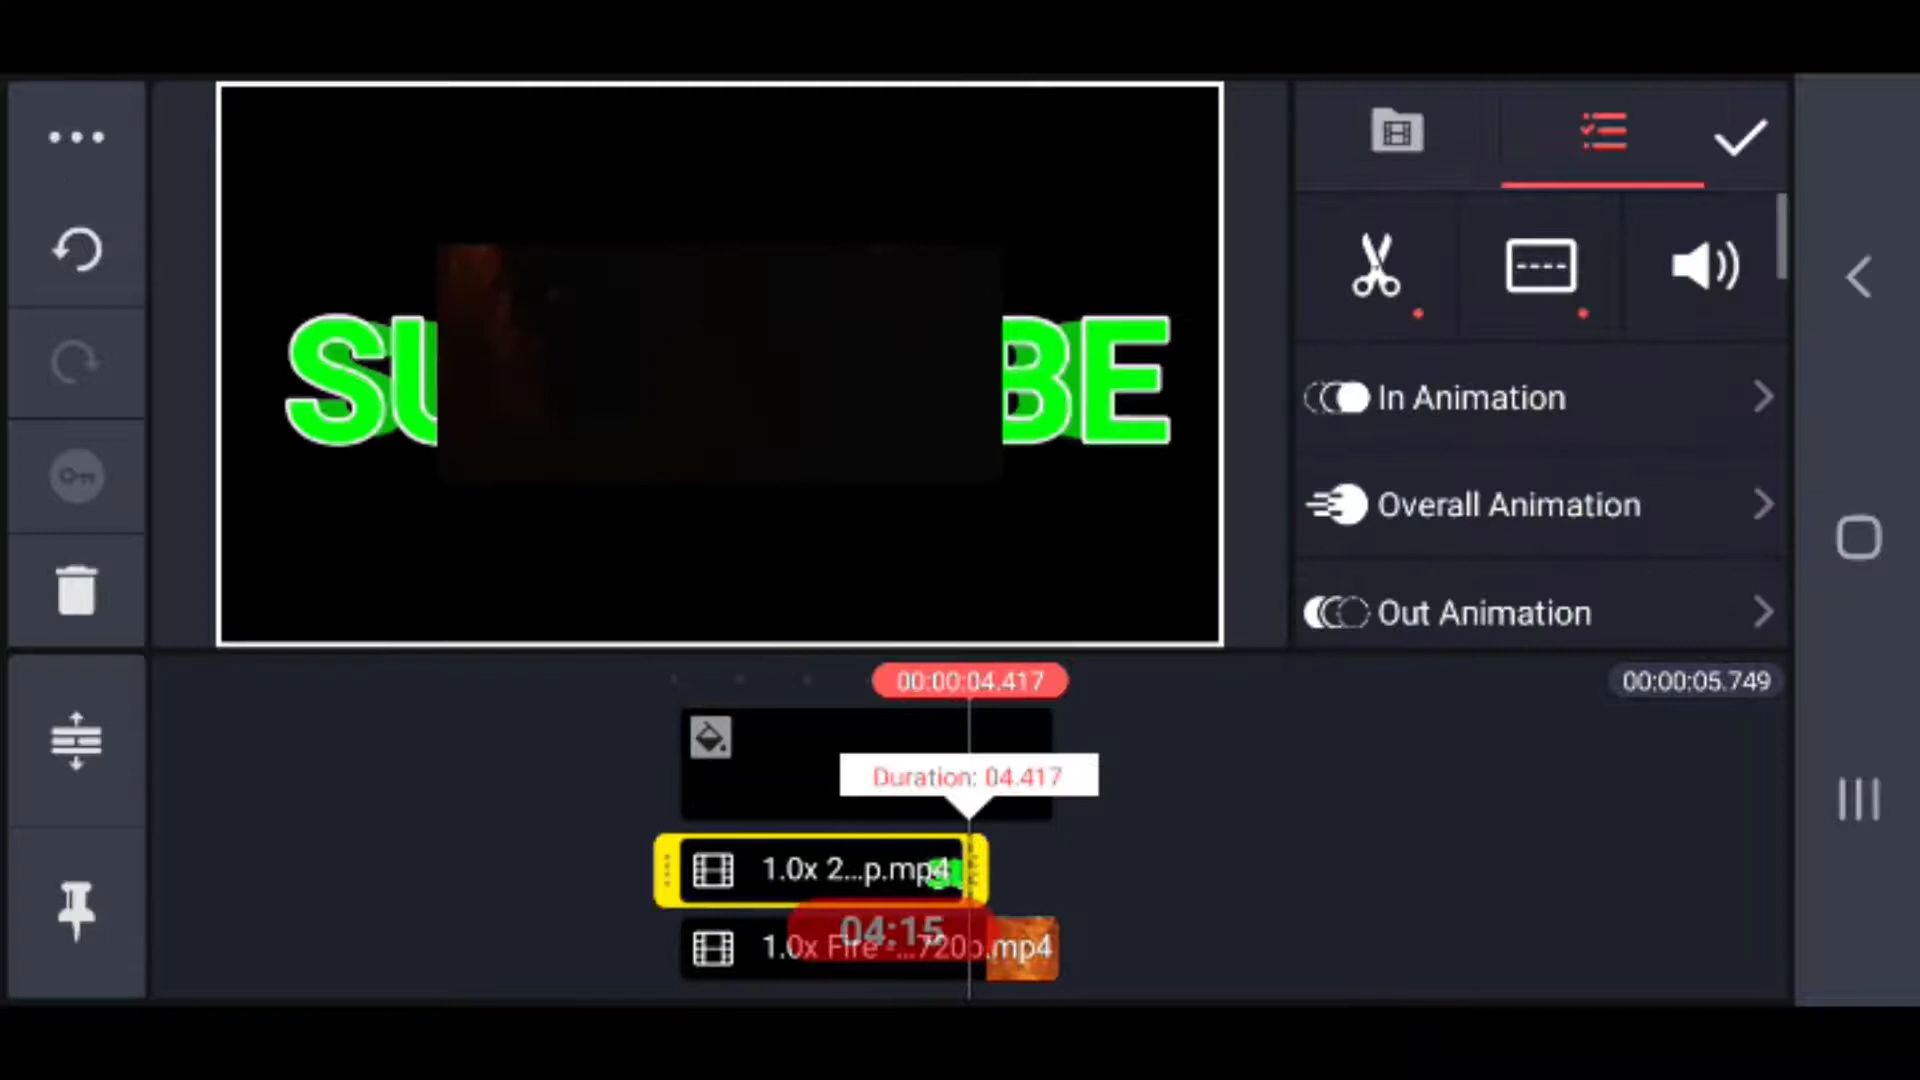 SU BE
In Animation
Overall Animation
Out Animation
00:00:04.417
00:00:05.749
Duration: 04.417
1.0x 2...p.mp4
04:15
1.0x Fire -...720p.mp4